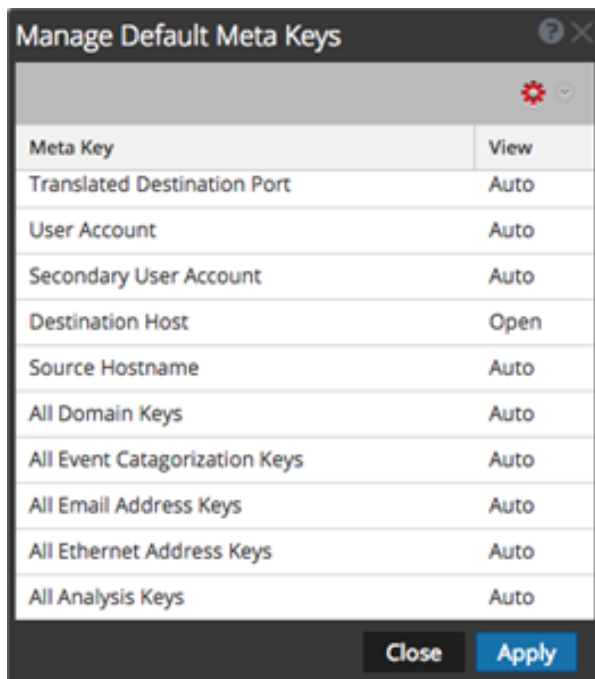 Manage Default Meta Keys
Meta Key View
Translated Destination Port Auto
User Account Auto
Secondary User Account Auto
Destination Host Open
Source Hostname Auto
All Domain Keys Auto
All Event Catagorization Keys Auto
All Email Address Keys Auto
All Ethernet Address Keys Auto
All Analysis Keys Auto
Close Apply